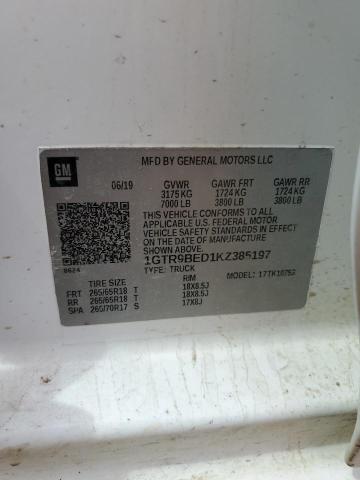 GM
MFD BY GENERAL MOTORS LLC
06/19 GVWR GAWR FRT GAWR RR
3175 KG 1724 KG 1724 KG
7000 LB 3800 LB 3800 LB
THIS VEHICLE CONFORMS TO ALL
APPLICABLE U.S. FEDERAL MOTOR
VEHICLE SAFETY STANDARDS IN EFFECT
ON THE DATE OF MANUFACTURE
SHOWN ABOVE.
1GTR9BED1KZ385197
8624
TYPE: TRUCK MODEL: 17TK10753
TIRE SIZE RIM
FRT 265/65R18 T 18X8.5J
RR 265/65R18 T 18X8.5J
SPA 265/70R17 S 17X8J